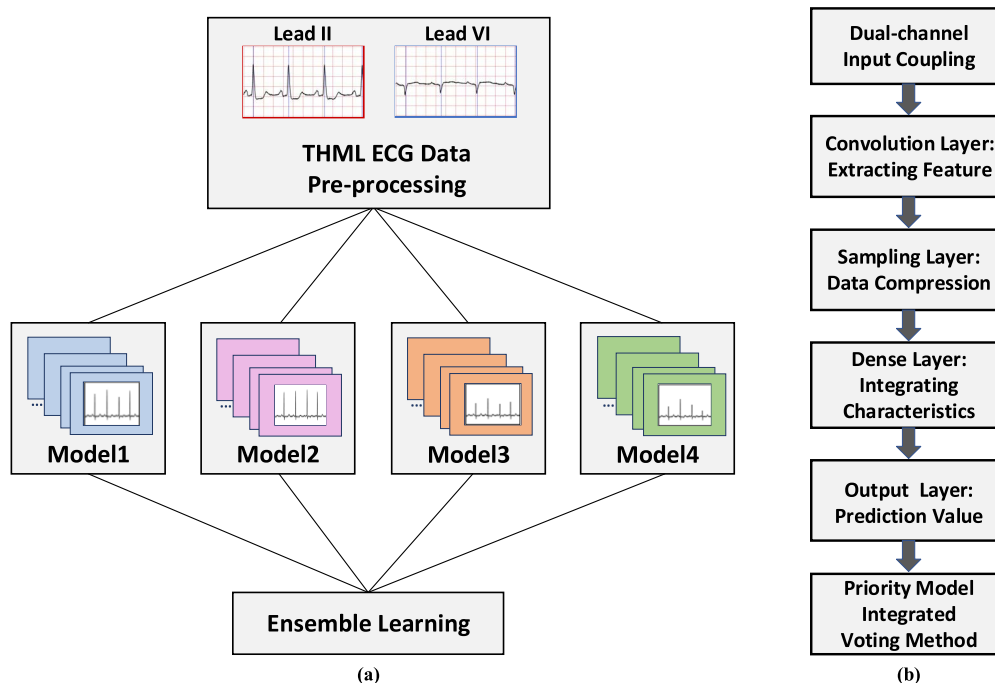 Lead II
Lead VI
THML ECG Data
Pre-processing
...
Model1
...
Model2
...
Model3
...
Model4
Ensemble Learning
(a)
Dual-channel
Input Coupling
Convolution Layer:
Extracting Feature
Sampling Layer:
Data Compression
Dense Layer:
Integrating
Characteristics
Output Layer:
Prediction Value
Priority Model
Integrated
Voting Method
(b)